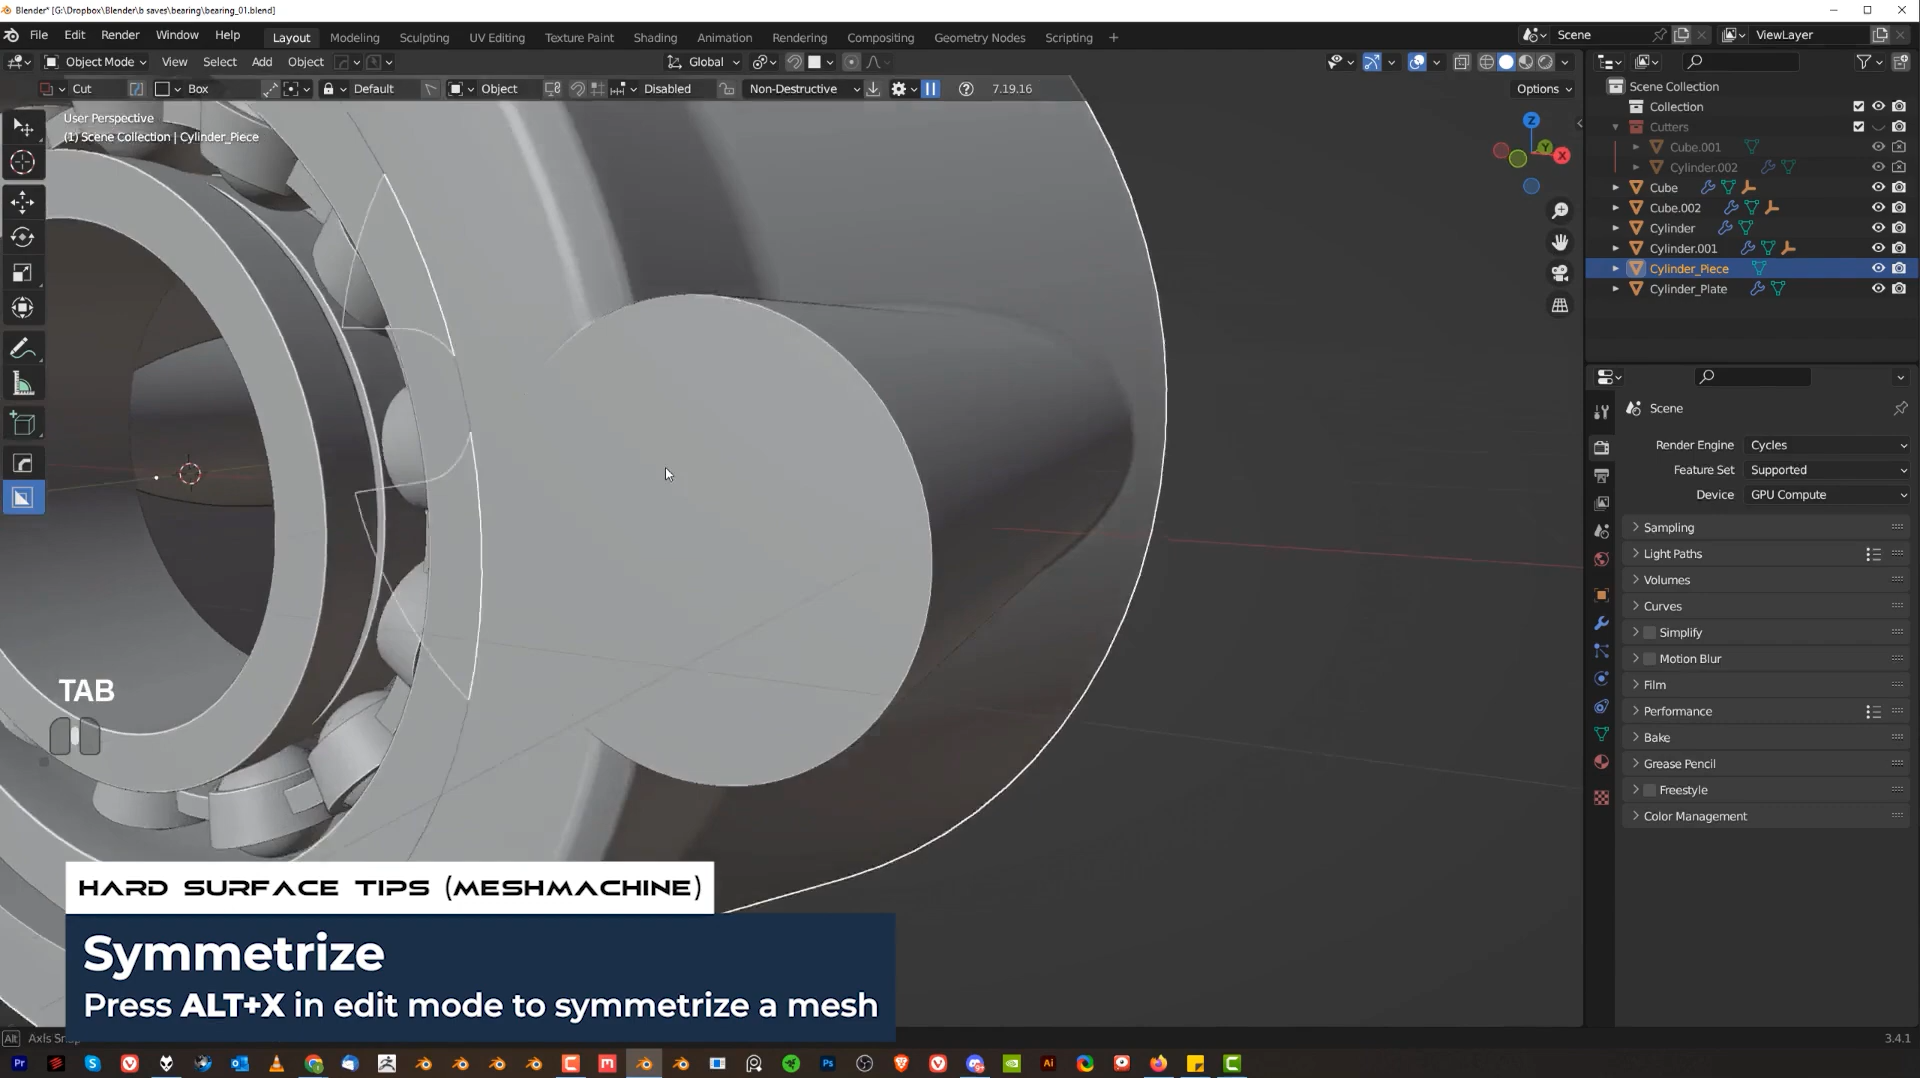 Blender* [G:\Dropbox\Blender\b saves\bearing\bearing_01.blend]
File Edit Render Window Help Layout Modeling Sculpting UV Editing Texture Paint Shading Animation Rendering Compositing Geometry Nodes Scripting + Scene ViewLayer
Object Mode View Select Add Object Global
Cut Box Default Object Disabled Non-Destructive 7.19.16 Options
User Perspective
(1) Scene Collection | Cylinder_Piece
Z
Y
X
Scene Collection
Collection
Cutters
Cube.001
Cylinder.002
Cube
Cube.002
Cylinder
Cylinder.001
Cylinder_Piece
Cylinder_Plate
Scene
Render Engine Cycles
Feature Set Supported
Device GPU Compute
Sampling
Light Paths
Volumes
Curves
Simplify
Motion Blur
Film
Performance
Bake
Grease Pencil
Freestyle
Color Management
TAB
HARD SURFACE TIPS (MESHMACHINE)
Symmetrize
Press ALT+X in edit mode to symmetrize a mesh
Alt Axis Snap
3.4.1